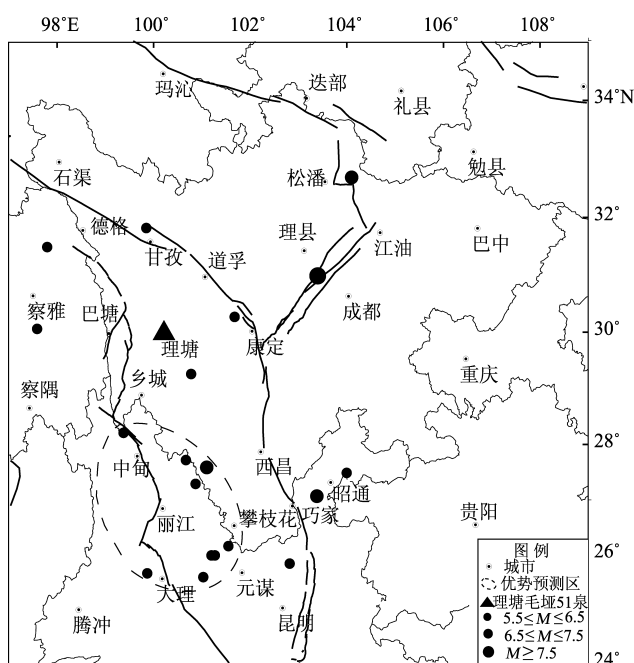 98°E 100° 102° 104° 106° 108°
迭部
玛沁
34°N
礼县
勉县
石渠
松潘
32°
德格
理县
巴中
江油
甘孜
道孚
察雅
巴塘
成都
30°
理塘
康定
重庆
察隅
乡城
28°
中甸
西昌
昭通
巧家
贵阳
丽江
攀枝花
26°
元谋
大理
腾冲
昆明
24°
图 例
城市
优势预测区
理塘毛垭51泉
5.5≤M≤6.5
6.5≤M≤7.5
M≥7.5